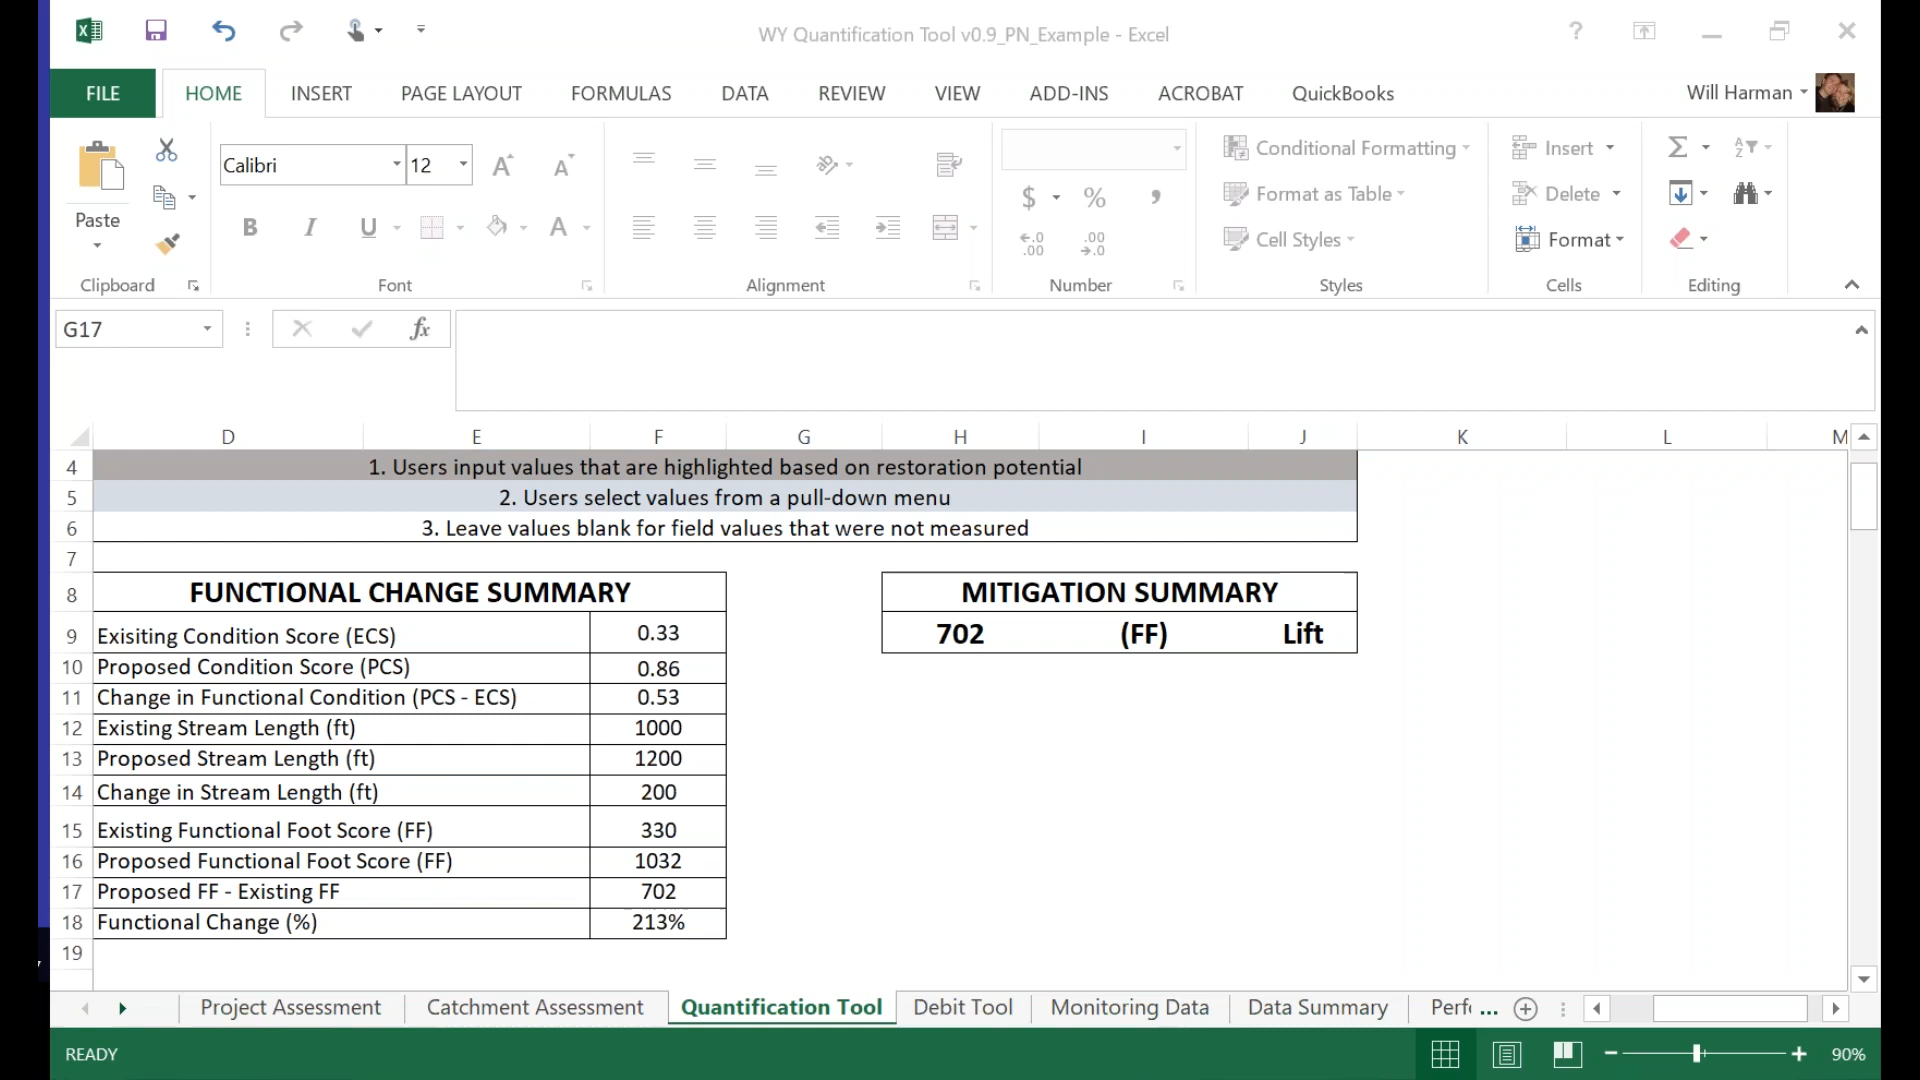 WY Quantification Tool v0.9_PN_Example - Excel
?
FILE
HOME
INSERT
PAGE LAYOUT
FORMULAS
DATA
REVIEW
VIEW
ADD-INS
ACROBAT
QuickBooks
Will Harman
Paste
Calibri
12
B I U A
$ % ,
Conditional Formatting
Format as Table
Cell Styles
Insert
Delete
Format
Clipboard
Font
Alignment
Number
Styles
Cells
Editing
G17
fx
D E F G H I J K L M
4 1. Users input values that are highlighted based on restoration potential
5 2. Users select values from a pull-down menu
6 3. Leave values blank for field values that were not measured
7
8 FUNCTIONAL CHANGE SUMMARY MITIGATION SUMMARY
9 Exisiting Condition Score (ECS) 0.33 702 (FF) Lift
10 Proposed Condition Score (PCS) 0.86
11 Change in Functional Condition (PCS - ECS) 0.53
12 Existing Stream Length (ft) 1000
13 Proposed Stream Length (ft) 1200
14 Change in Stream Length (ft) 200
15 Existing Functional Foot Score (FF) 330
16 Proposed Functional Foot Score (FF) 1032
17 Proposed FF - Existing FF 702
18 Functional Change (%) 213%
19
Project Assessment
Catchment Assessment
Quantification Tool
Debit Tool
Monitoring Data
Data Summary
Perfo ...
READY
90%